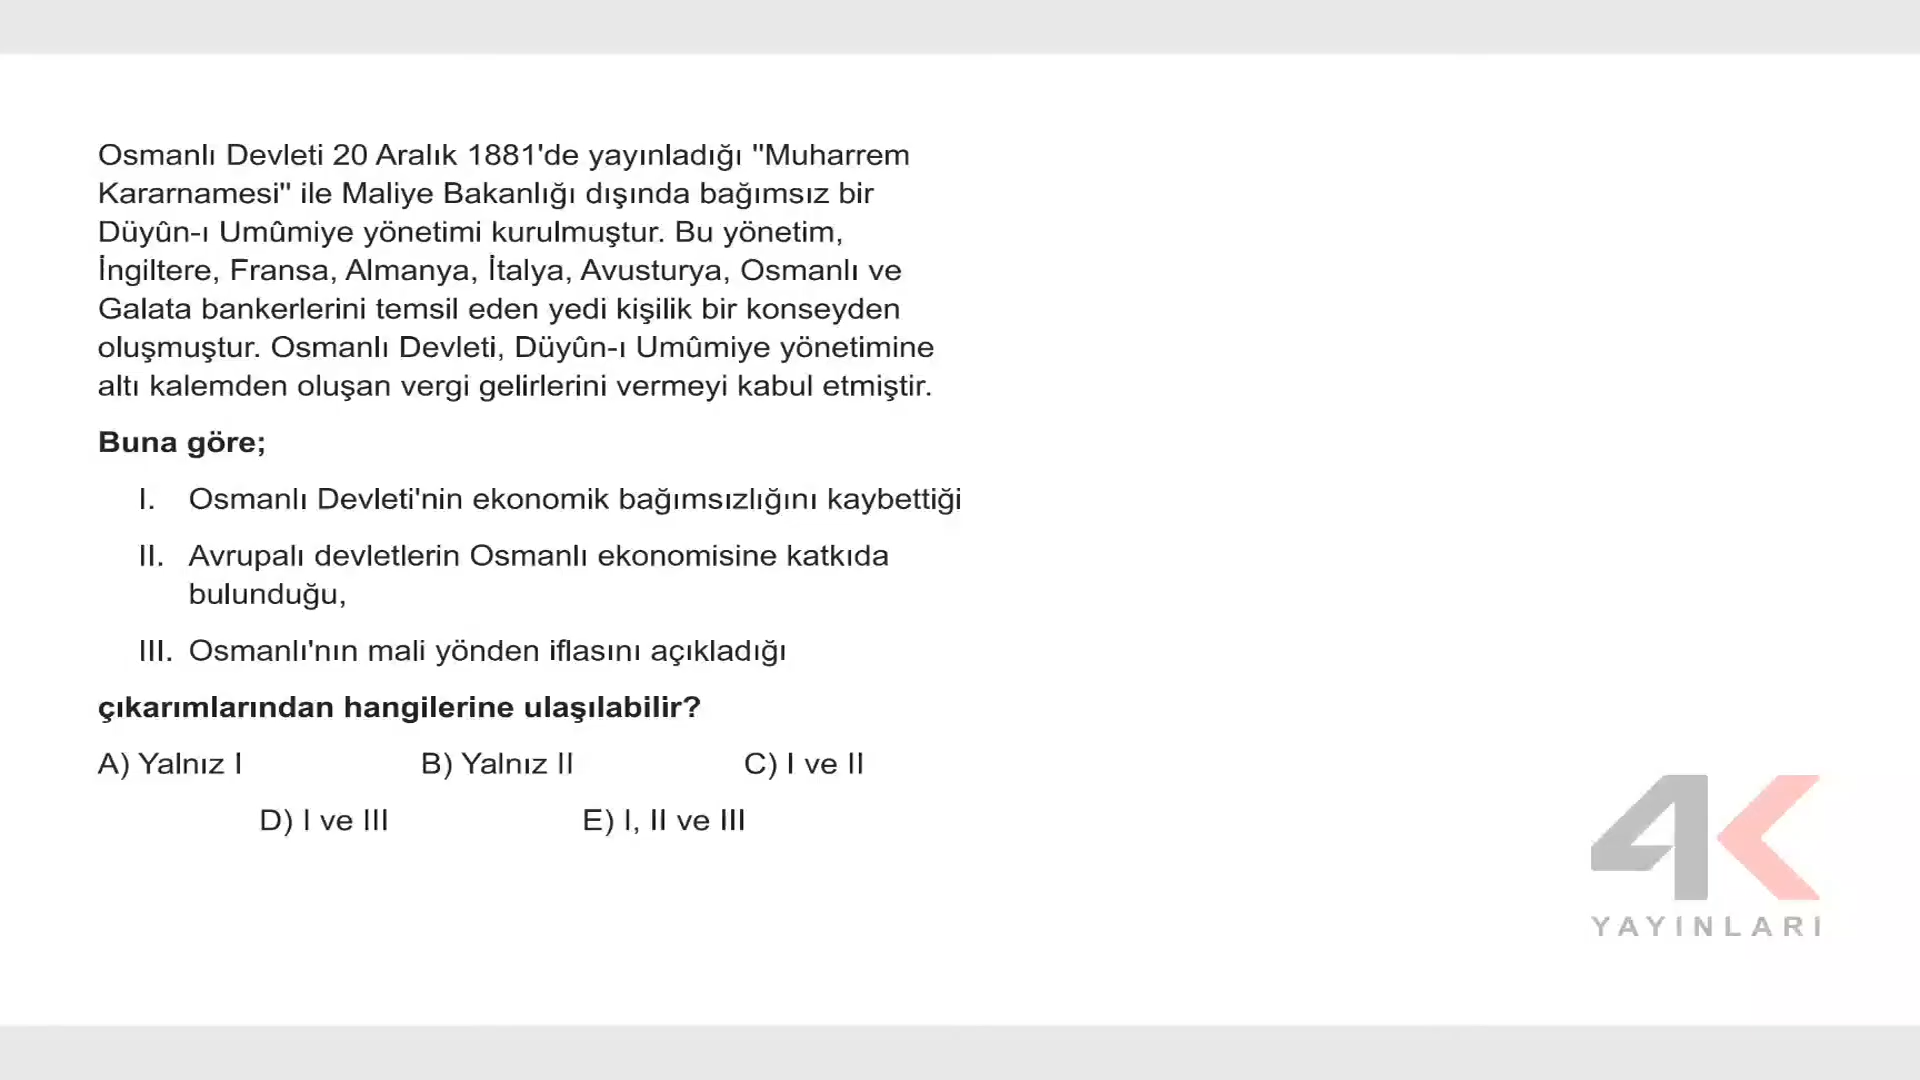 Osmanlı Devleti 20 Aralık 1881'de yayınladığı "Muharrem
Kararnamesi" ile Maliye Bakanlığı dışında bağımsız bir
Düyûn-ı Umûmiye yönetimi kurulmuştur. Bu yönetim,
İngiltere, Fransa, Almanya, İtalya, Avusturya, Osmanlı ve
Galata bankerlerini temsil eden yedi kişilik bir konseyden
oluşmuştur. Osmanlı Devleti, Düyûn-ı Umûmiye yönetimine
altı kalemden oluşan vergi gelirlerini vermeyi kabul etmiştir.
Buna göre;
I. Osmanlı Devleti'nin ekonomik bağımsızlığını kaybettiği
II. Avrupalı devletlerin Osmanlı ekonomisine katkıda
bulunduğu,
III. Osmanlı'nın mali yönden iflasını açıkladığı
çıkarımlarından hangilerine ulaşılabilir?
A) Yalnız I B) Yalnız II C) I ve II
D) I ve III E) I, II ve III
4K
YAYINLARI